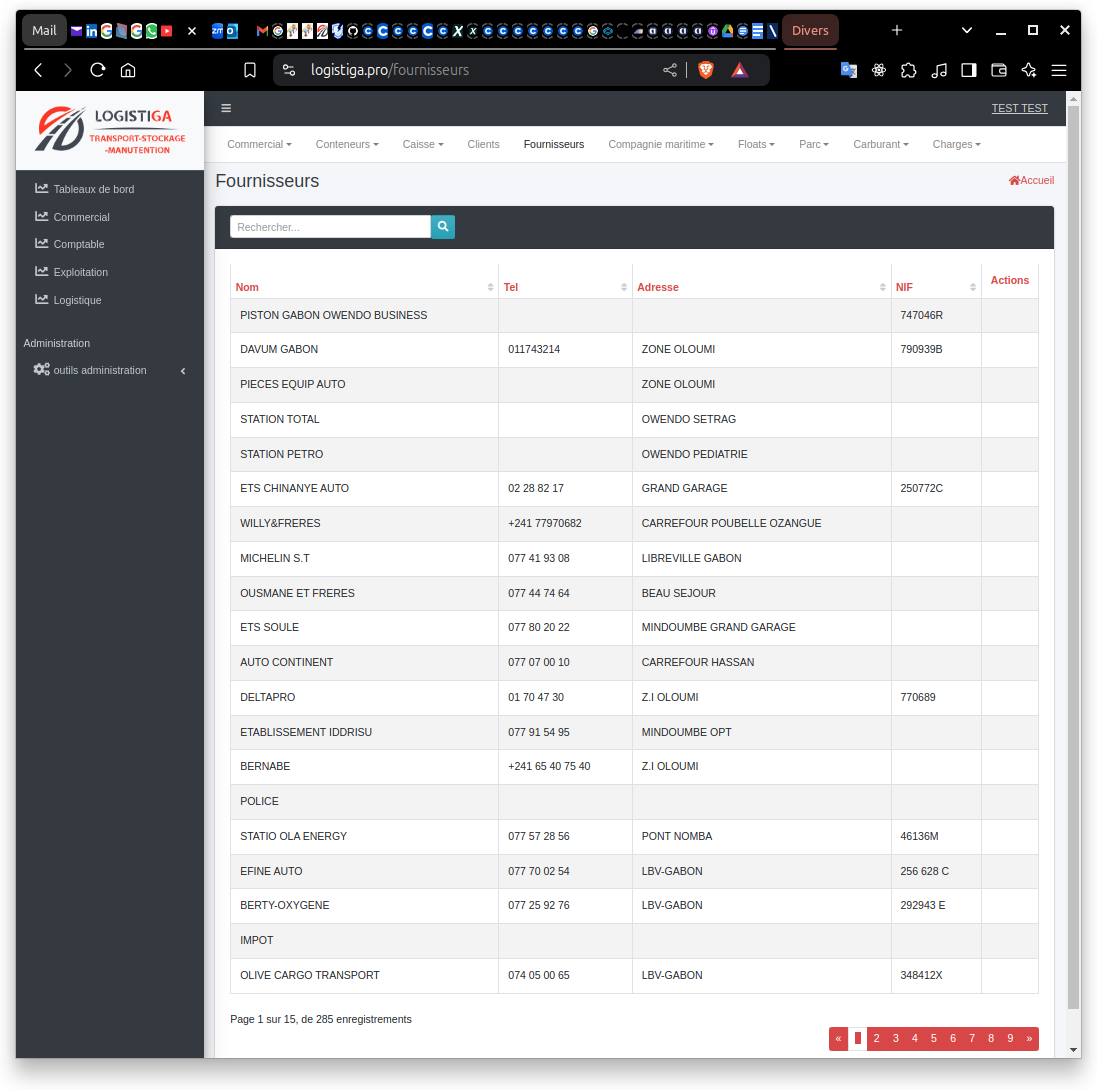 Mail
Divers
logistiga.pro/fournisseurs
LOGISTIGA
TRANSPORT-STOCKAGE
-MANUTENTION
TEST TEST
Commercial Conteneurs Caisse Clients Fournisseurs Compagnie maritime Floats Parc Carburant Charges
Fournisseurs
Accueil
Tableaux de bord
Commercial
Comptable
Exploitation
Logistique
Administration
outils administration
Rechercher...
Nom Tel Adresse NIF Actions
PISTON GABON OWENDO BUSINESS 747046R
DAVUM GABON 011743214 ZONE OLOUMI 790939B
PIECES EQUIP AUTO ZONE OLOUMI
STATION TOTAL OWENDO SETRAG
STATION PETRO OWENDO PEDIATRIE
ETS CHINANYE AUTO 02 28 82 17 GRAND GARAGE 250772C
WILLY&FRERES +241 77970682 CARREFOUR POUBELLE OZANGUE
MICHELIN S.T 077 41 93 08 LIBREVILLE GABON
OUSMANE ET FRERES 077 44 74 64 BEAU SEJOUR
ETS SOULE 077 80 20 22 MINDOUMBE GRAND GARAGE
AUTO CONTINENT 077 07 00 10 CARREFOUR HASSAN
DELTAPRO 01 70 47 30 Z.I OLOUMI 770689
ETABLISSEMENT IDDRISU 077 91 54 95 MINDOUMBE OPT
BERNABE +241 65 40 75 40 Z.I OLOUMI
POLICE
STATIO OLA ENERGY 077 57 28 56 PONT NOMBA 46136M
EFINE AUTO 077 70 02 54 LBV-GABON 256 628 C
BERTY-OXYGENE 077 25 92 76 LBV-GABON 292943 E
IMPOT
OLIVE CARGO TRANSPORT 074 05 00 65 LBV-GABON 348412X
Page 1 sur 15, de 285 enregistrements
« 2 3 4 5 6 7 8 9 »